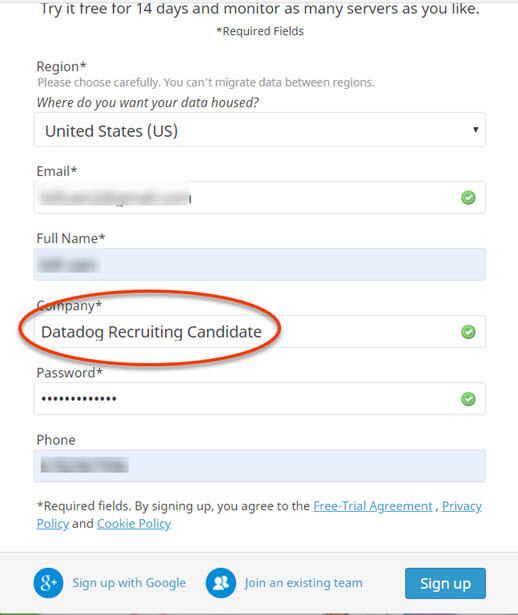 Try it free for 14 days and monitor as many servers as you like.
*Required Fields
Region*
Please choose carefully. You can't migrate data between regions.
Where do you want your data housed?
United States (US)
Email*
Full Name*
Company*
Datadog Recruiting Candidate
Password*
•••••••••••••
Phone
*Required fields. By signing up, you agree to the Free-Trial Agreement , Privacy
Policy and Cookie Policy
g+ Sign up with Google
Join an existing team
Sign up